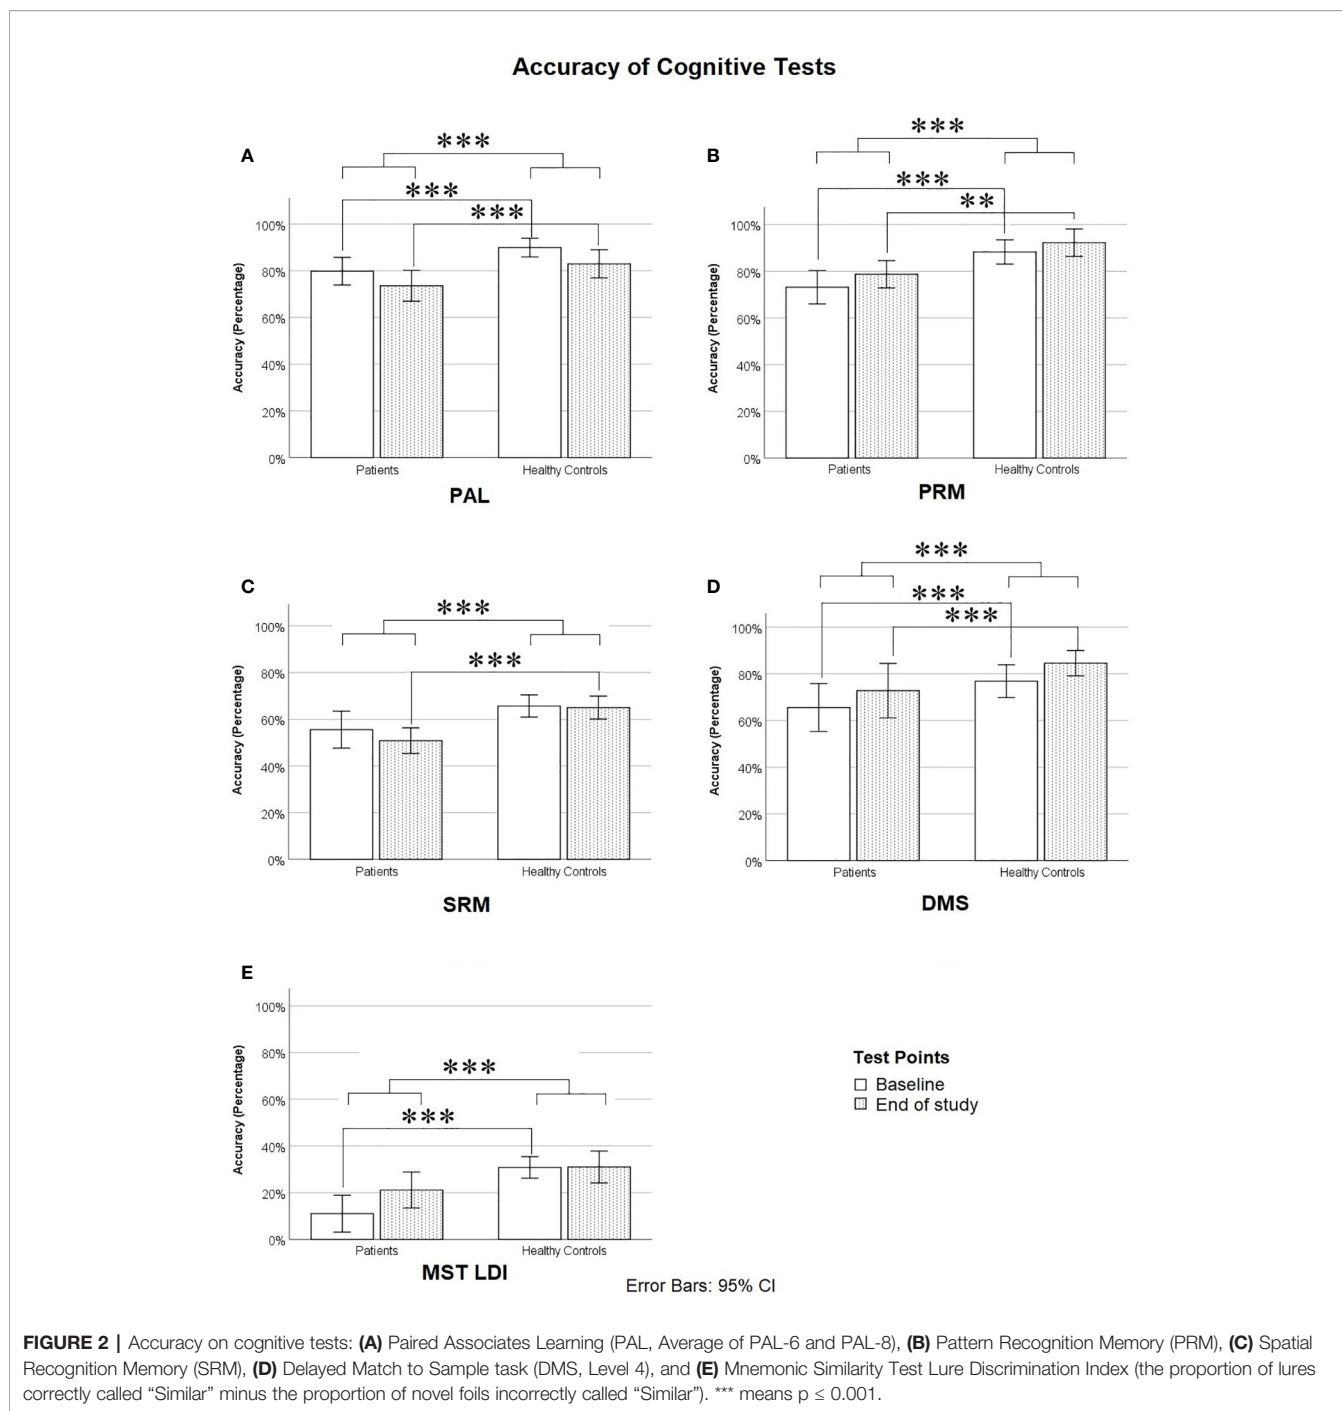 Accuracy of Cognitive Tests
A
***
***
***
100%
80%
60%
40%
20%
0%
Accuracy (Percentage)
Patients
Healthy Controls
PAL
B
***
***
**
100%
80%
60%
40%
20%
0%
Accuracy (Percentage)
Patients
Healthy Controls
PRM
C
***
***
100%
80%
60%
40%
20%
0%
Accuracy (Percentage)
Patients
Healthy Controls
SRM
D
***
***
***
100%
80%
60%
40%
20%
0%
Accuracy (Percentage)
Patients
Healthy Controls
DMS
E
***
***
100%
80%
60%
40%
20%
0%
Accuracy (Percentage)
Patients
Healthy Controls
MST LDI
Test Points
Baseline
End of study
Error Bars: 95% CI
FIGURE 2 | Accuracy on cognitive tests: (A) Paired Associates Learning (PAL, Average of PAL-6 and PAL-8), (B) Pattern Recognition Memory (PRM), (C) Spatial
Recognition Memory (SRM), (D) Delayed Match to Sample task (DMS, Level 4), and (E) Mnemonic Similarity Test Lure Discrimination Index (the proportion of lures
correctly called “Similar” minus the proportion of novel foils incorrectly called “Similar”). *** means p ≤ 0.001.